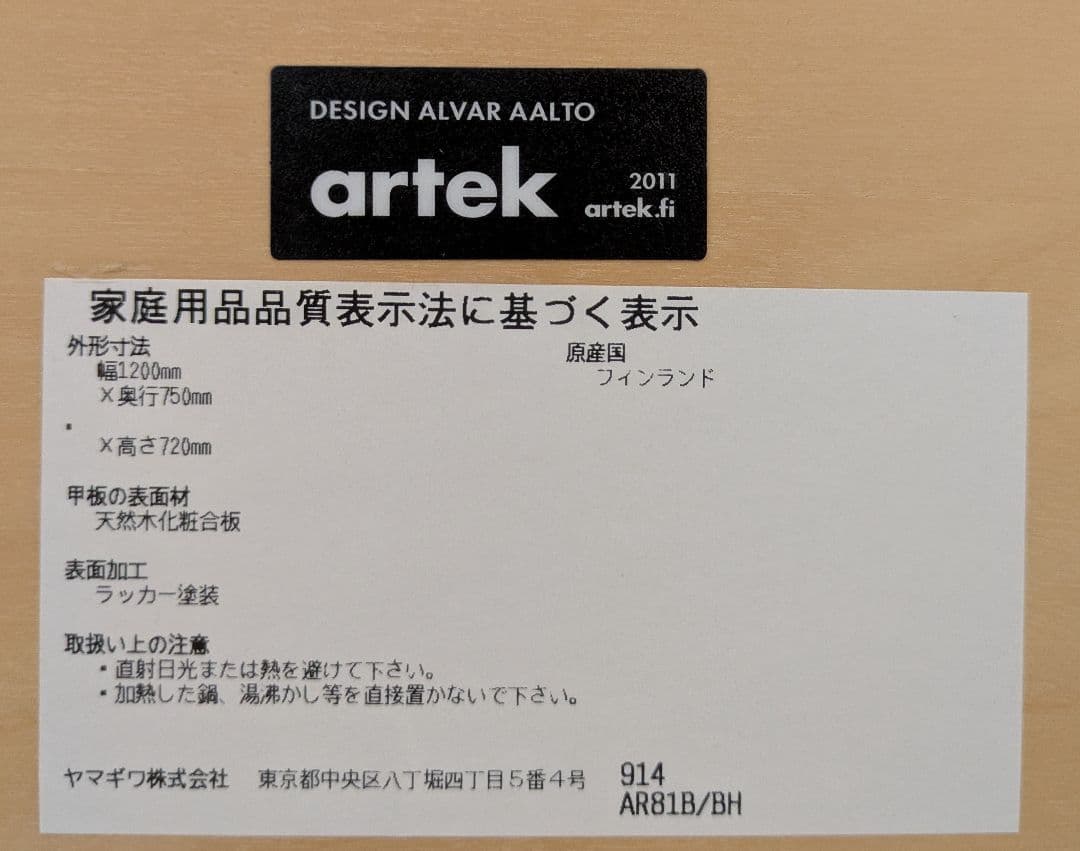 DESIGN ALVAR AALTO
artek
2011
artek.fi
家庭用品品質表示法に基づく表示
外形寸法
幅1200mm
×奥行750mm
×高さ720mm
原産国
フィンランド
甲板の表面材
天然木化粧合板
表面加工
ラッカー塗装
取扱い上の注意
・直射日光または熱を避けて下さい。
・加熱した鍋、湯沸かし等を直接置かないで下さい。
ヤマギワ株式会社 東京都中央区八丁堀四丁目5番4号
914
AR81B/BH